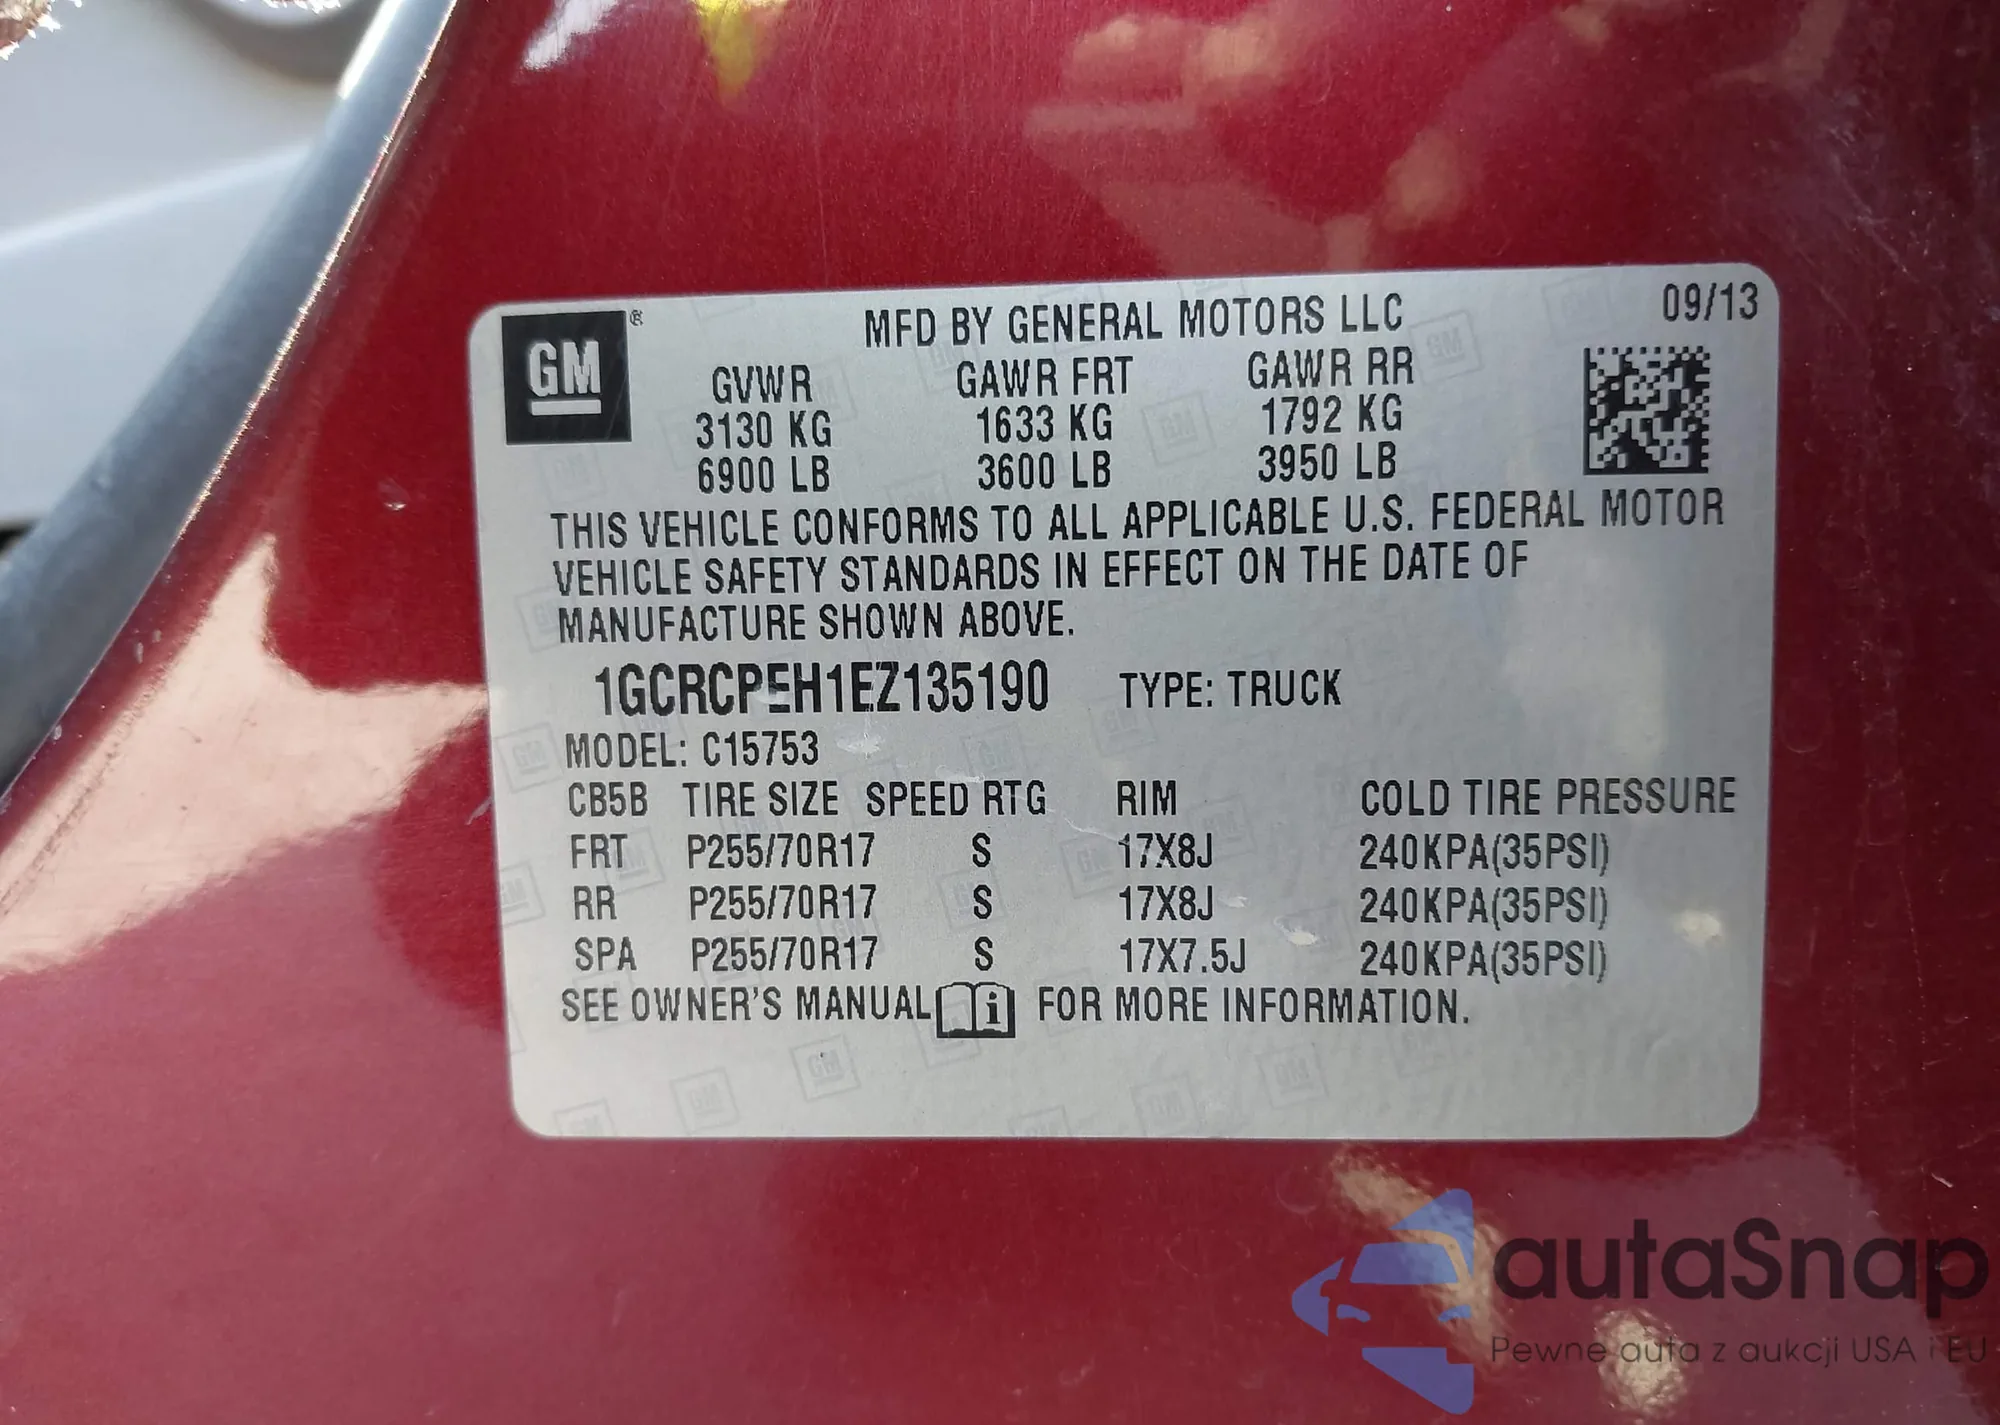 GM®
MFD BY GENERAL MOTORS LLC
09/13
GVWR GAWR FRT GAWR RR
3130 KG 1633 KG 1792 KG
6900 LB 3600 LB 3950 LB
THIS VEHICLE CONFORMS TO ALL APPLICABLE U.S. FEDERAL MOTOR
VEHICLE SAFETY STANDARDS IN EFFECT ON THE DATE OF
MANUFACTURE SHOWN ABOVE.
1GCRCPEH1EZ135190 TYPE: TRUCK
MODEL: C15753
CB5B TIRE SIZE SPEED RTG RIM COLD TIRE PRESSURE
FRT P255/70R17 S 17X8J 240KPA(35PSI)
RR P255/70R17 S 17X8J 240KPA(35PSI)
SPA P255/70R17 S 17X7.5J 240KPA(35PSI)
SEE OWNER'S MANUAL i FOR MORE INFORMATION.
autaSnap
Pewne auta z aukcji USA i EU